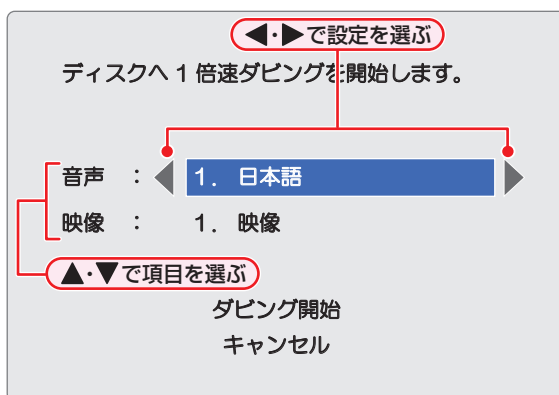 ◀·▶で設定を選ぶ
ディスクへ 1 倍速ダビングを開始します。
音声 ： 1. 日本語
映像 ： 1. 映像
▲·▼で項目を選ぶ
ダビング開始
キャンセル